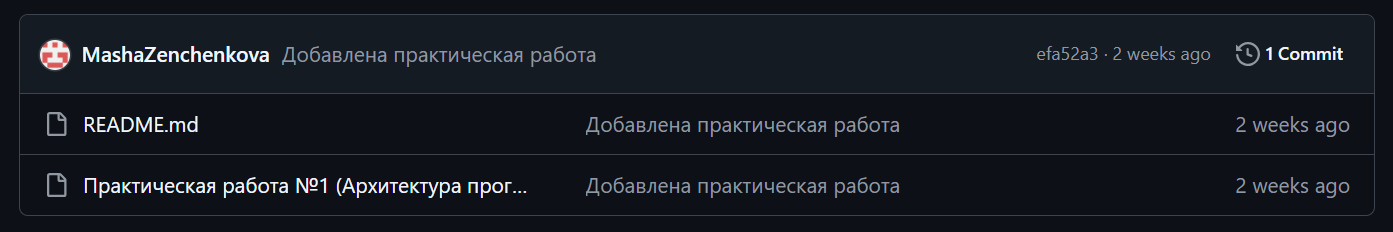 MashaZenchenkova Добавлена практическая работа efa52a3 · 2 weeks ago 1 Commit
README.md Добавлена практическая работа 2 weeks ago
Практическая работа №1 (Архитектура прог... Добавлена практическая работа 2 weeks ago